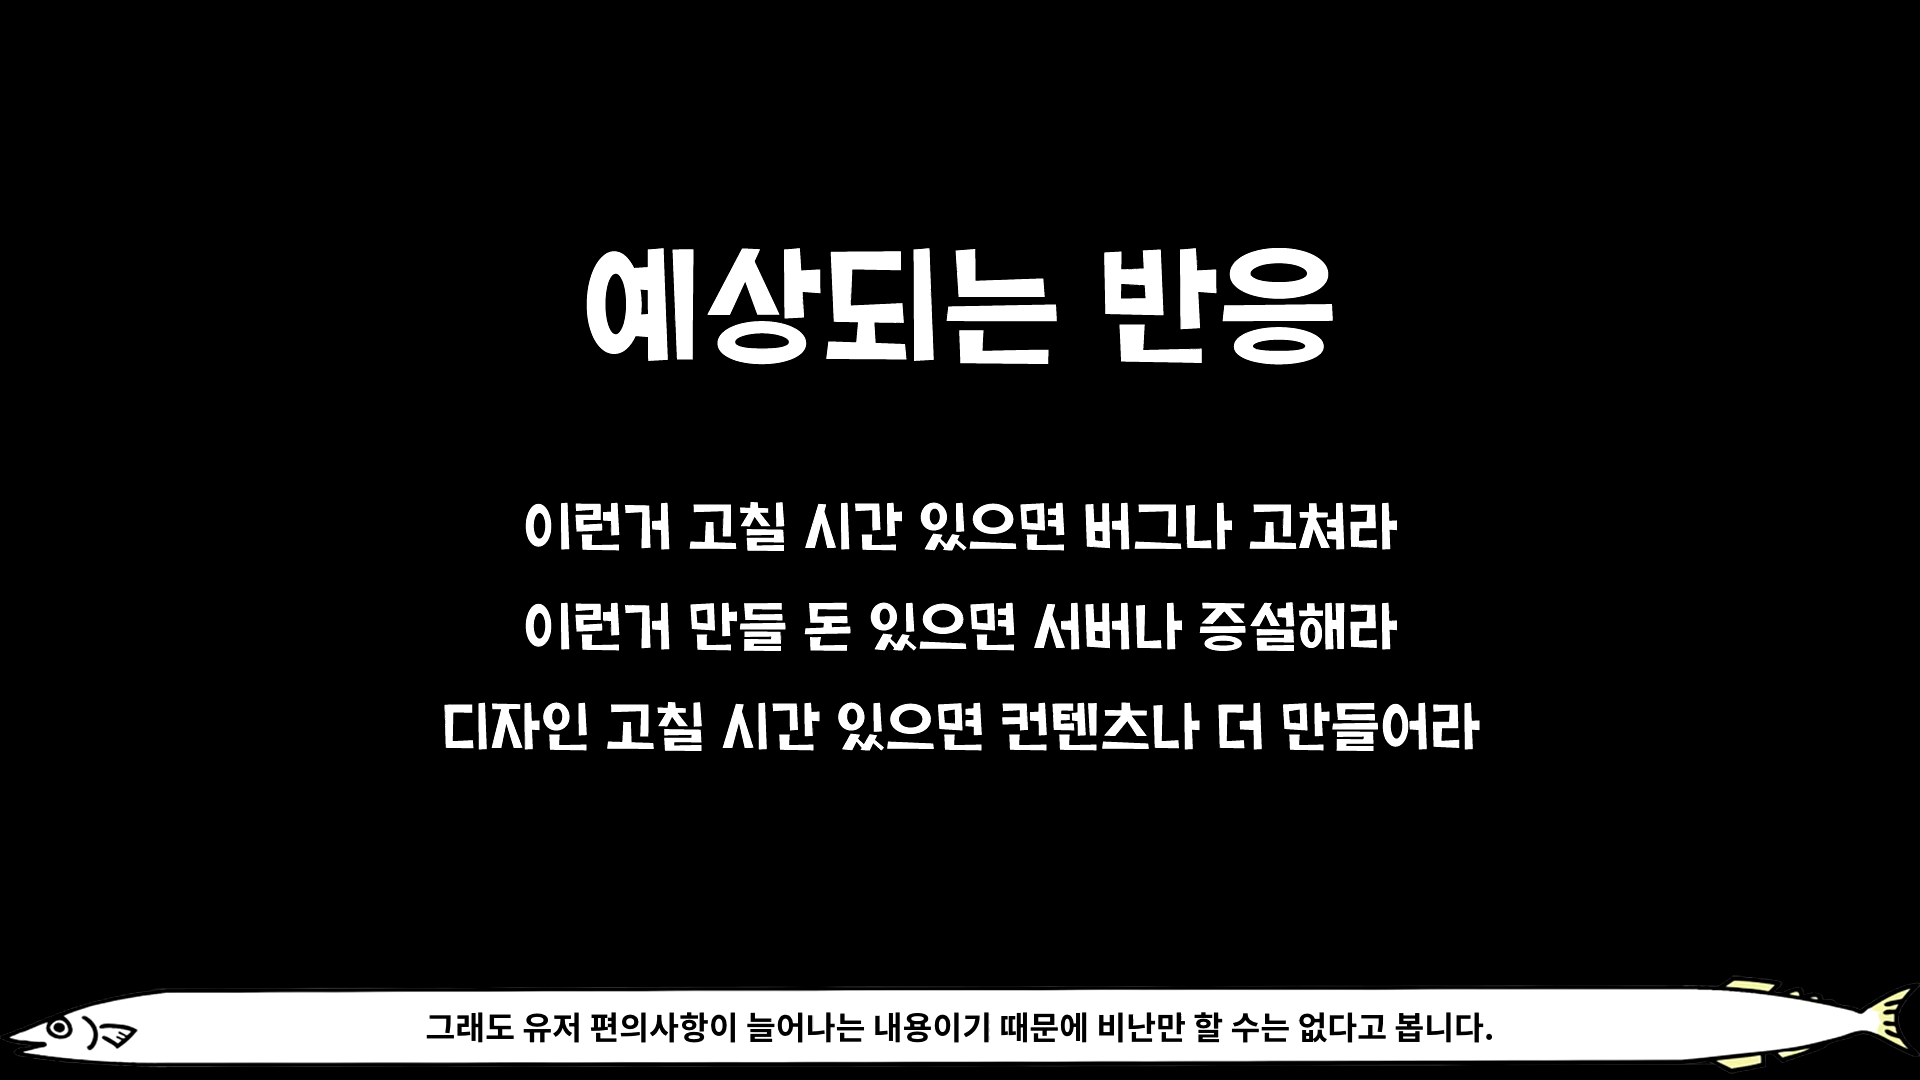 예상되는 반응
이런거 고칠 시간 있으면 버그나 고쳐라
이런거 만들 돈 있으면 서버나 증설해라
디자인 고칠 시간 있으면 컨텐츠나 더 만들어라
그래도 유저 편의사항이 늘어나는 내용이기 때문에 비난만 할 수는 없다고 봅니다.